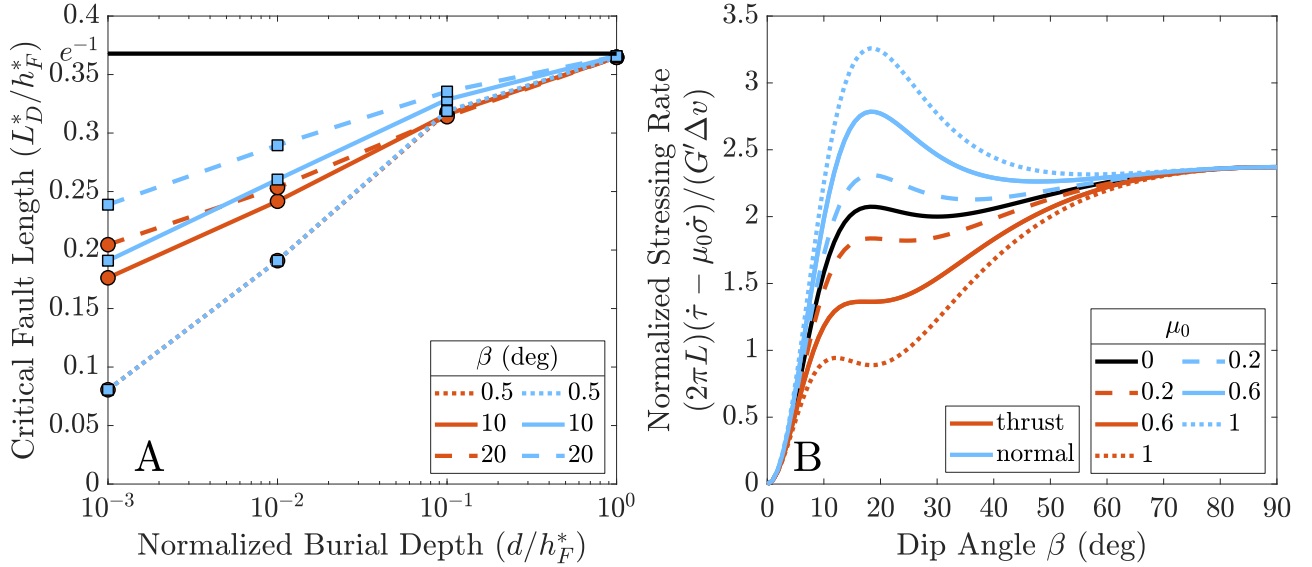 Critical Fault Length (L*_D/h*_F)
0.4
e⁻¹
0.35
0.3
0.25
0.2
0.15
0.1
0.05
0
10⁻³ 10⁻² 10⁻¹ 10⁰
Normalized Burial Depth (d/h*_F)
A
β (deg)
0.5 0.5
10 10
20 20
Normalized Stressing Rate
(2πL)(τ̇ − μ₀σ̇)/(G′Δv)
3.5
3
2.5
2
1.5
1
0.5
0
0 10 20 30 40 50 60 70 80 90
Dip Angle β (deg)
B
thrust
normal
μ₀
0 0.2
0.2 0.6
0.6 1
1